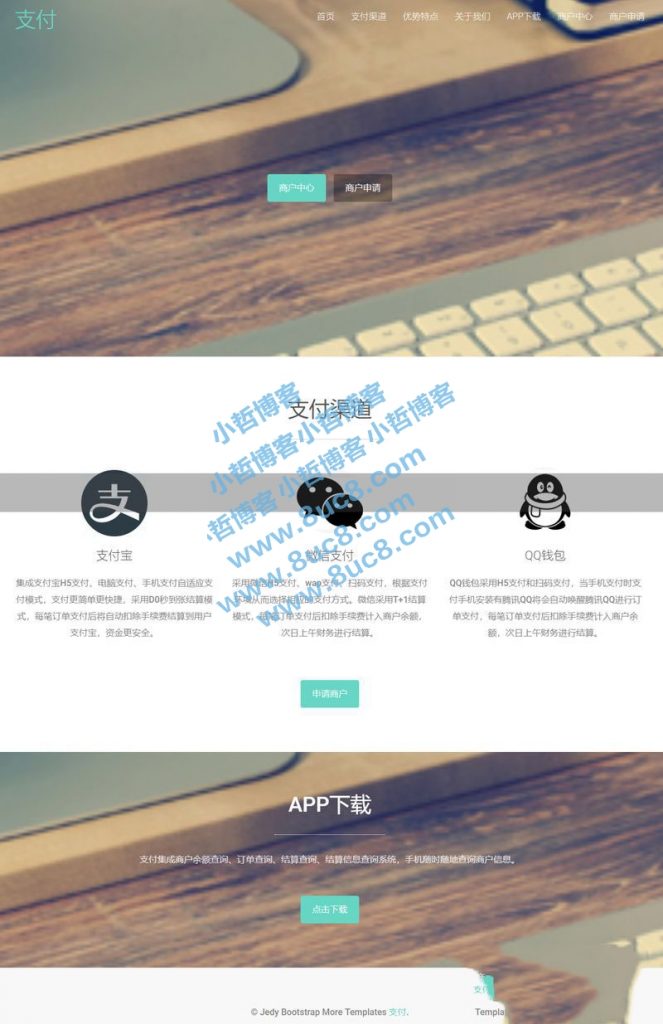 支付
首页 支付渠道 优势特点 关于我们 APP下载 商户中心 商户申请
商户中心 商户申请
支付渠道
小哲博客小哲博客
小哲博客 小哲博客 小哲博客
www.8uc8.com
www.8uc8.com
www.8uc8.com
支付宝
集成支付宝H5支付、电脑支付、手机支付自适应支
付模式，支付更简单更快捷，采用D0秒到张结算模
式，每笔订单支付后将自动扣除手续费结算到用户
支付宝，资金更安全。
微信支付
采用微信H5支付、wap支付、扫码支付，根据支付
环境从而选择相应的支付方式。微信采用T+1结算
模式，每笔订单支付后扣除手续费计入商户余额，
次日上午财务进行结算。
QQ钱包
QQ钱包采用H5支付和扫码支付，当手机支付时支
付手机安装有腾讯QQ将会自动唤醒腾讯QQ进行订
单支付，每笔订单支付后扣除手续费计入商户余
额，次日上午财务进行结算。
申请商户
APP下载
支付集成商户余额查询、订单查询、结算查询、结算信息查询系统，手机随时随地查询商户信息。
点击下载
支付
© Jedy Bootstrap More Templates 支付. Templa